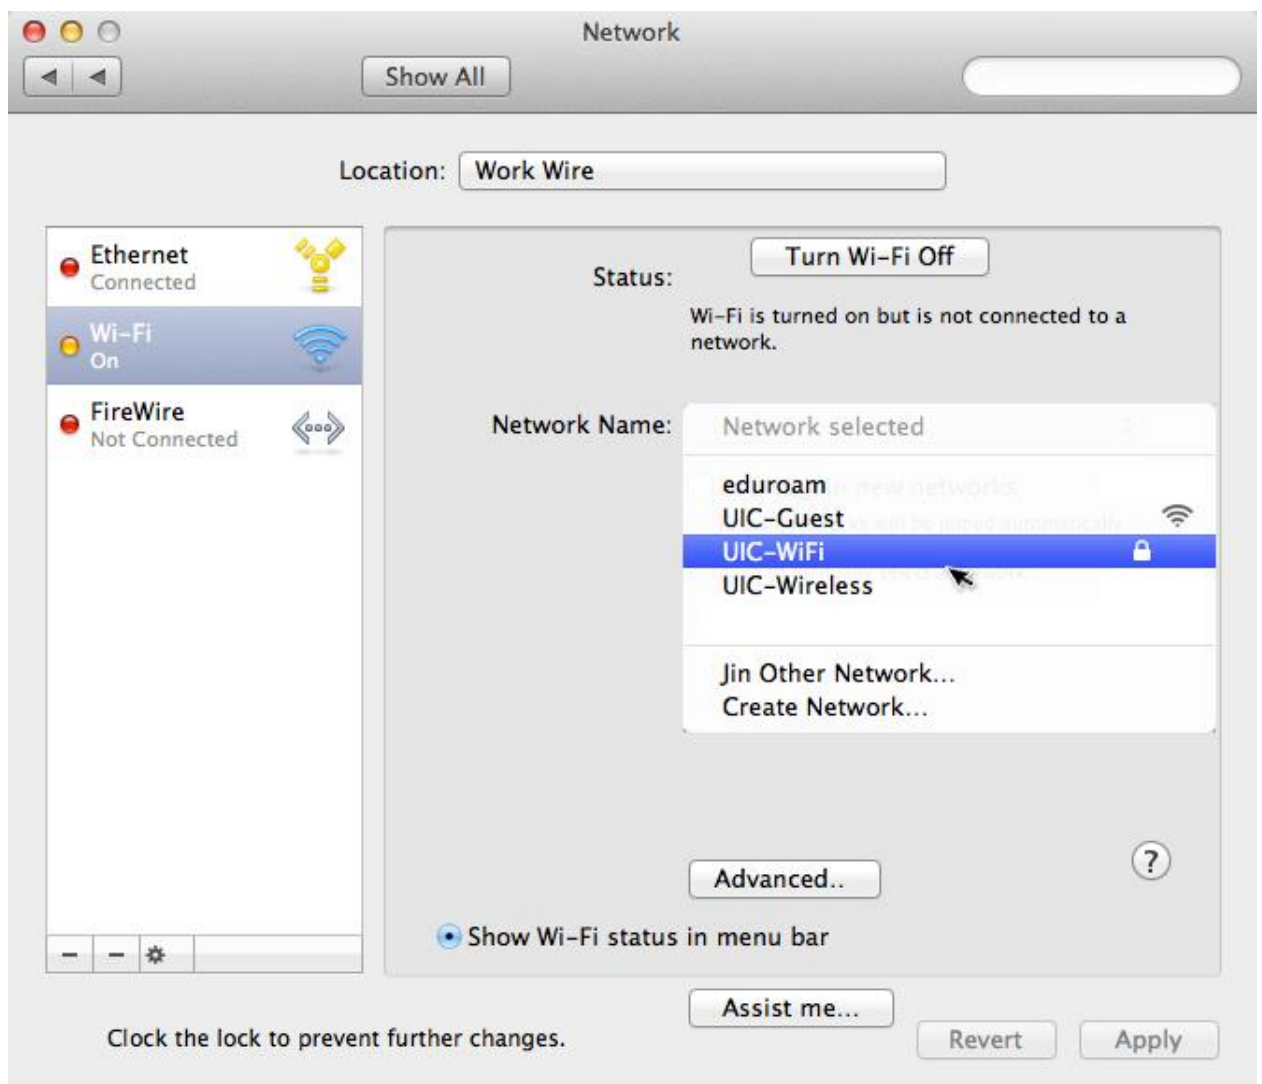 Network
Show All
Location: Work Wire
Ethernet
Connected
Wi-Fi
On
FireWire
Not Connected
Status: Turn Wi-Fi Off
Wi-Fi is turned on but is not connected to a
network.
Network Name: Network selected
eduroam
UIC-Guest
UIC-WiFi
UIC-Wireless
Jin Other Network...
Create Network...
Advanced..
?
Show Wi-Fi status in menu bar
Assist me...
Clock the lock to prevent further changes.
Revert Apply